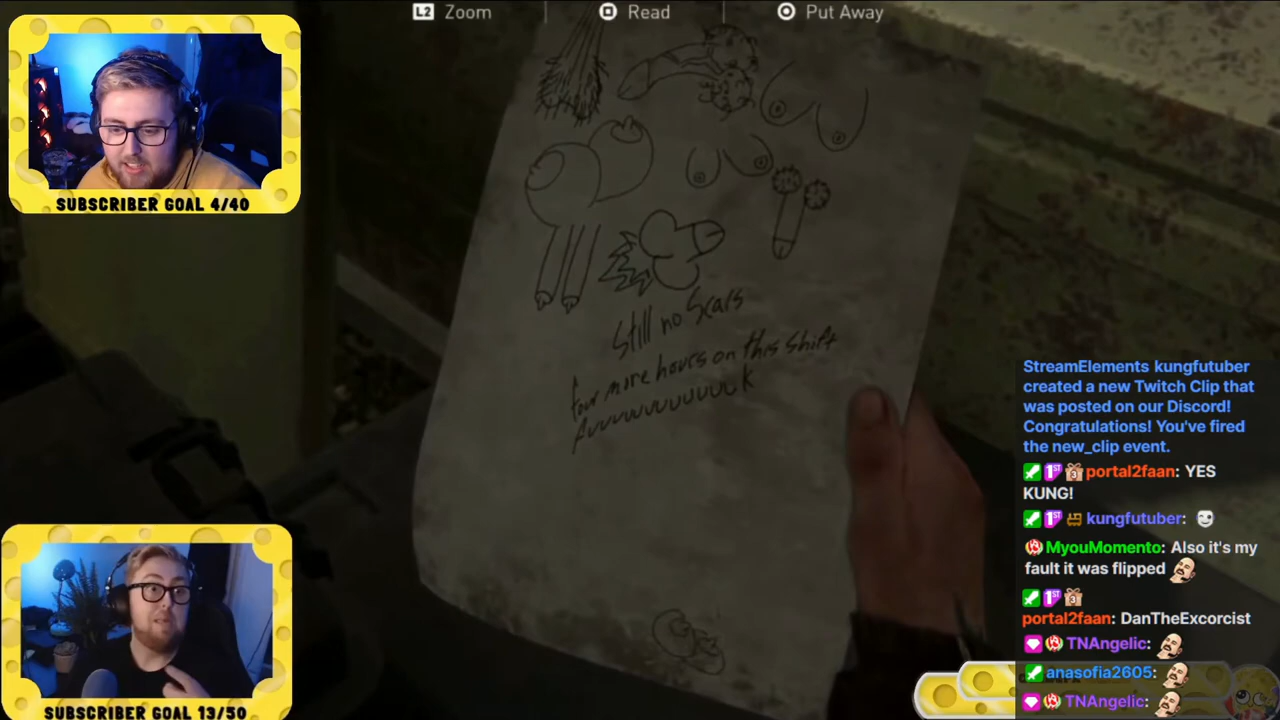 L2 Zoom
Read
Put Away
SUBSCRIBER GOAL 4/40
Still no Scars
four more hours on this shift
fuuuuuuuuuuuck
StreamElements kungfutuber
created a new Twitch Clip that
was posted on our Discord!
Congratulations! You've fired
the new_clip event.
portal2faan: YES
KUNG!
kungfutuber:
MyouMomento: Also it's my
fault it was flipped
portal2faan: DanTheExcorcist
TNAngelic:
anasofia2605:
TNAngelic:
SUBSCRIBER GOAL 13/50